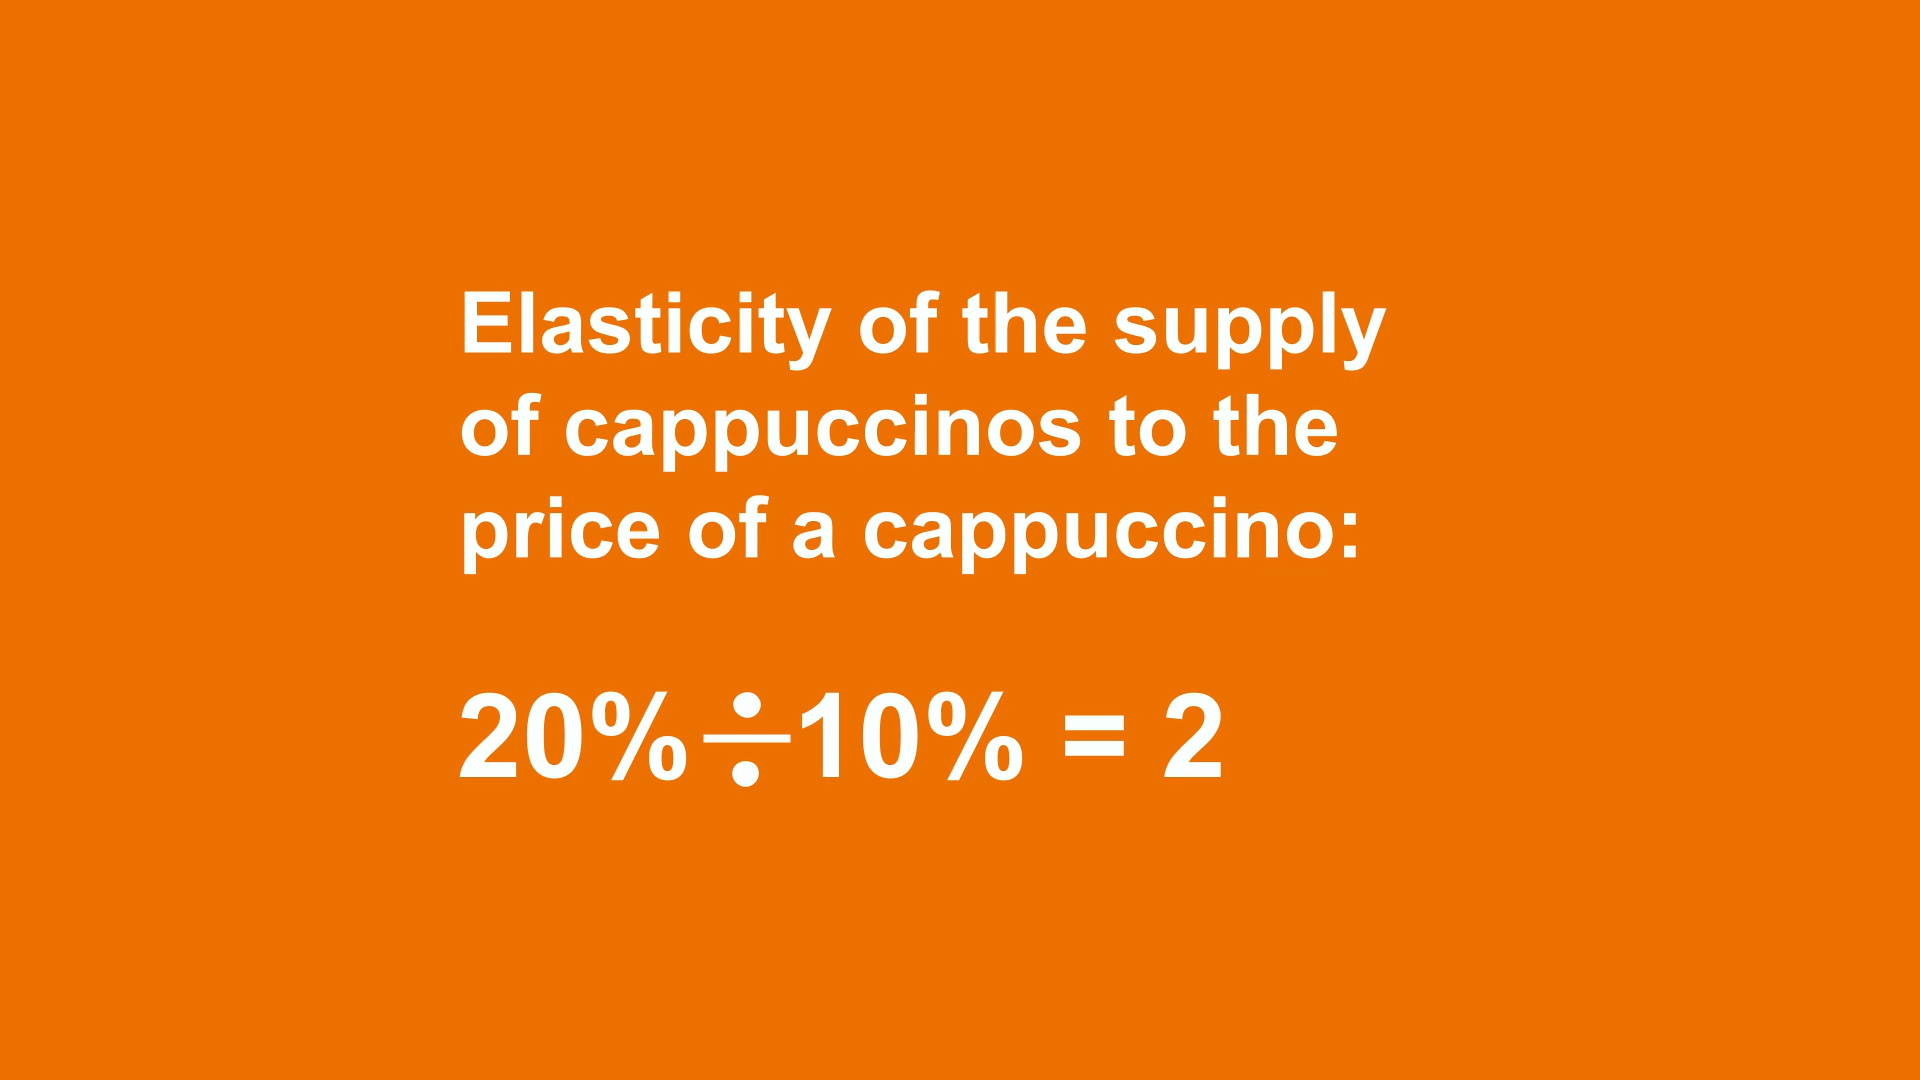 Elasticity of the supply
of cappuccinos to the
price of a cappuccino:
20%÷10% = 2